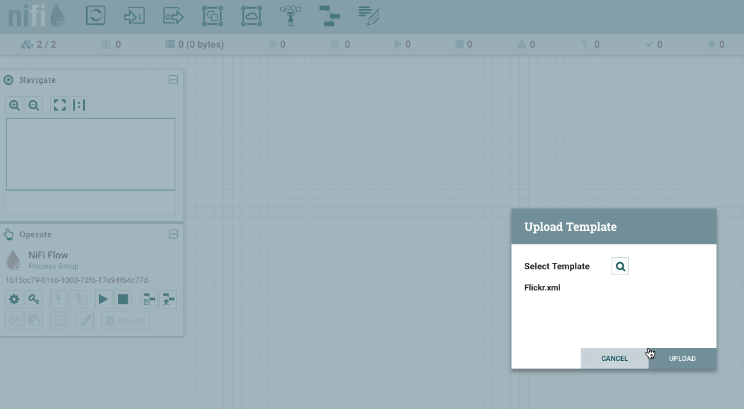 nifi
2 / 2 0 0 (0 bytes) 0 0 0 0 0 0 0 0
Navigate
Operate
NiFi Flow
Process Group
1615cc79-0166-1000-72f6-17d94f64c77d
DELETE
Upload Template
Select Template
Flickr.xml
CANCEL UPLOAD